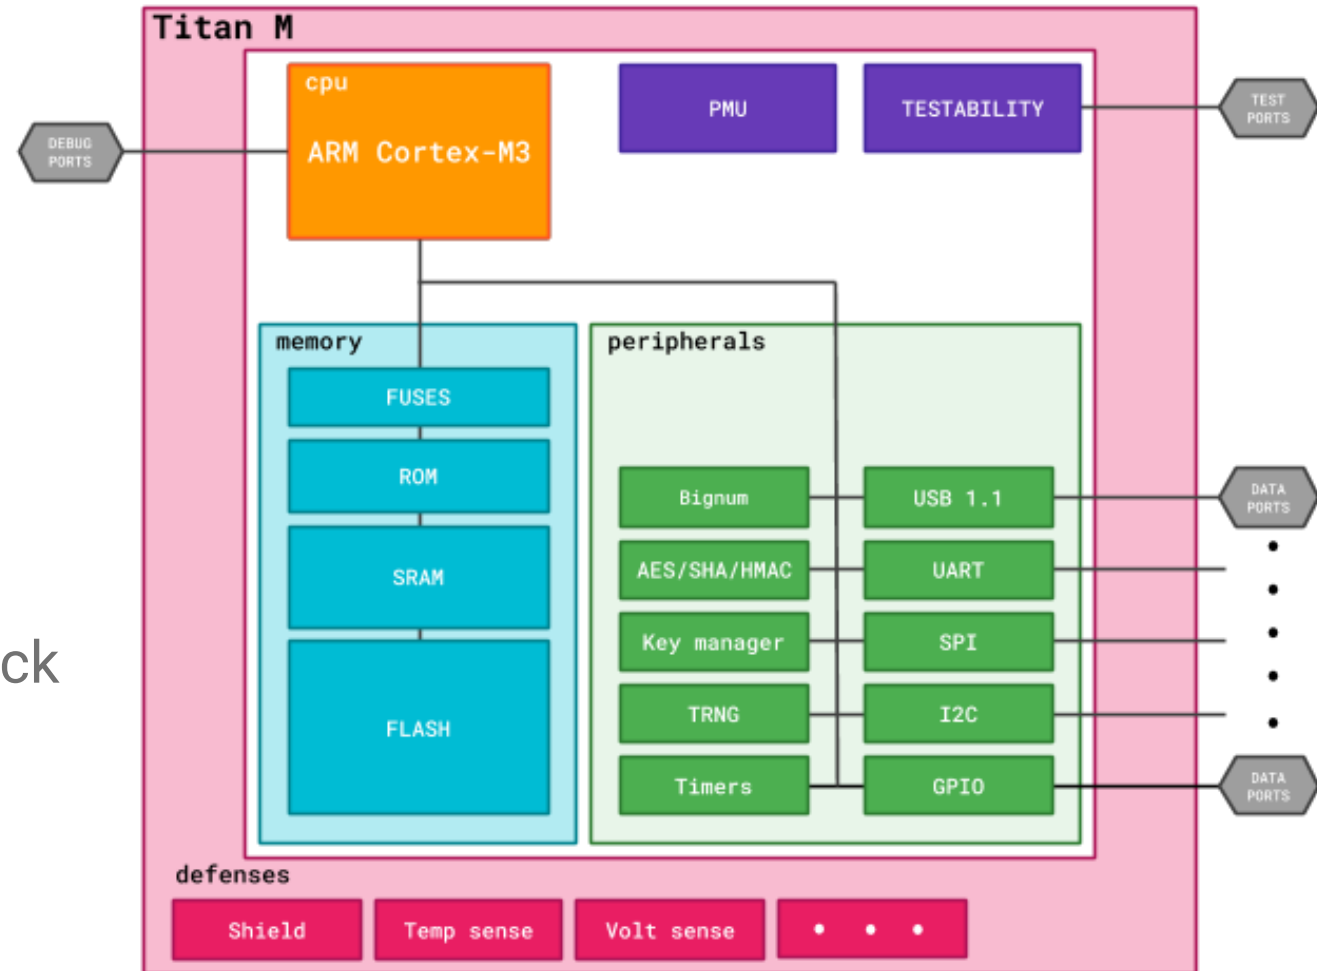 Titan M
cpu
ARM Cortex-M3
PMU
TESTABILITY
TEST
PORTS
DEBUG
PORTS
memory
FUSES
ROM
SRAM
FLASH
peripherals
Bignum
USB 1.1
AES/SHA/HMAC
UART
Key manager
SPI
TRNG
I2C
Timers
GPIO
DATA
PORTS
DATA
PORTS
ck
defenses
Shield
Temp sense
Volt sense